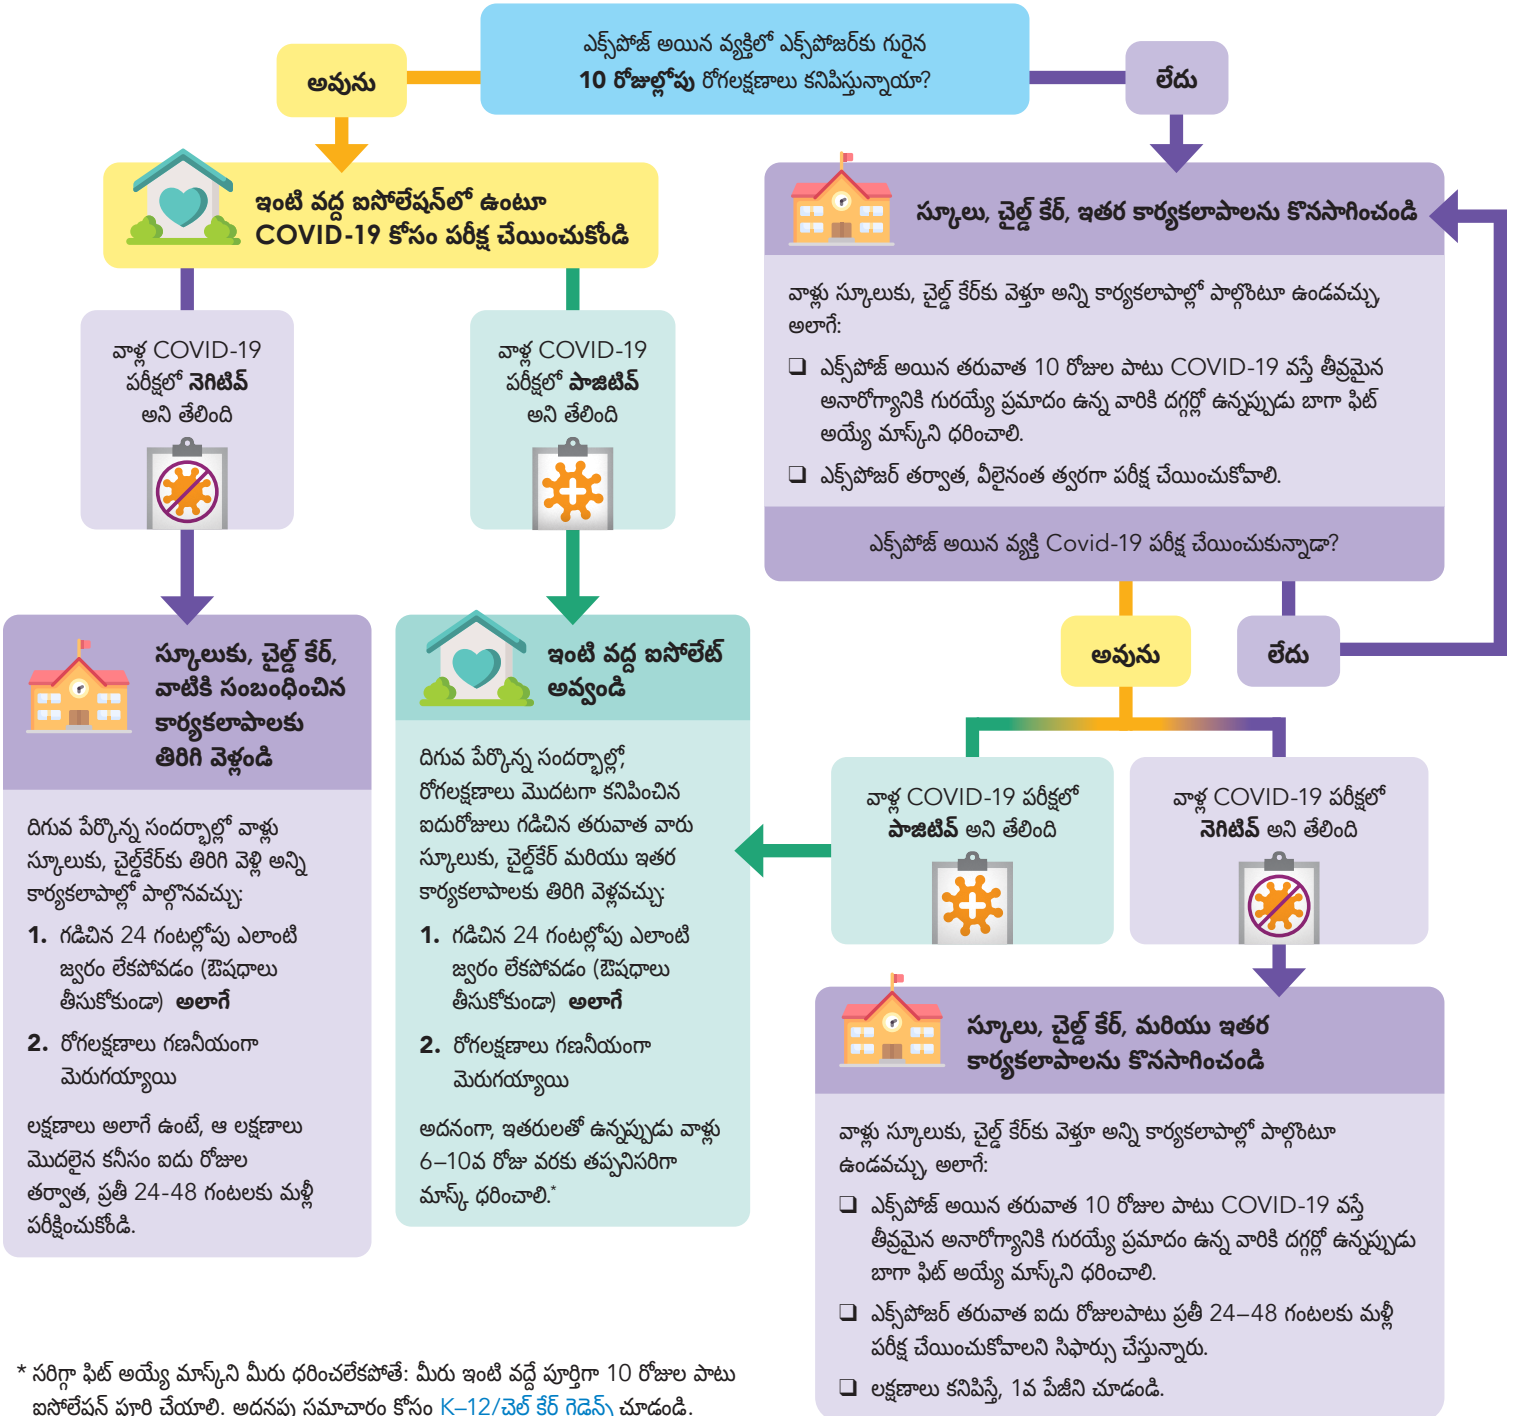 ఎక్స్‌పోజ్ అయిన వ్యక్తిలో ఎక్స్‌పోజర్‌కు గురైన
10 రోజుల్లోపు రోగలక్షణాలు కనిపిస్తున్నాయా?
అవును
లేదు
ఇంటి వద్ద ఐసోలేషన్‌లో ఉంటూ
COVID-19 కోసం పరీక్ష చేయించుకోండి
వాళ్ల COVID-19
పరీక్షలో నెగిటివ్
అని తేలింది
వాళ్ల COVID-19
పరీక్షలో పాజిటివ్
అని తేలింది
స్కూలుకు, చైల్డ్ కేర్,
వాటికి సంబంధించిన
కార్యకలాపాలకు
తిరిగి వెళ్లండి
దిగువ పేర్కొన్న సందర్భాల్లో వాళ్లు
స్కూలుకు, చైల్డ్‌కేర్‌కు తిరిగి వెళ్లి అన్ని
కార్యకలాపాల్లో పాల్గొనవచ్చు:
1. గడిచిన 24 గంటల్లోపు ఎలాంటి
జ్వరం లేకపోవడం (ఔషధాలు
తీసుకోకుండా) అలాగే
2. రోగలక్షణాలు గణనీయంగా
మెరుగయ్యాయి
లక్షణాలు అలాగే ఉంటే, ఆ లక్షణాలు
మొదలైన కనీసం ఐదు రోజుల
తర్వాత, ప్రతీ 24-48 గంటలకు మళ్లీ
పరీక్షించుకోండి.
ఇంటి వద్ద ఐసోలేట్
అవ్వండి
దిగువ పేర్కొన్న సందర్భాల్లో,
రోగలక్షణాలు మొదటగా కనిపించిన
ఐదురోజులు గడిచిన తరువాత వారు
స్కూలుకు, చైల్డ్‌కేర్ మరియు ఇతర
కార్యకలాపాలకు తిరిగి వెళ్లవచ్చు:
1. గడిచిన 24 గంటల్లోపు ఎలాంటి
జ్వరం లేకపోవడం (ఔషధాలు
తీసుకోకుండా) అలాగే
2. రోగలక్షణాలు గణనీయంగా
మెరుగయ్యాయి
అదనంగా, ఇతరులతో ఉన్నప్పుడు వాళ్లు
6–10వ రోజు వరకు తప్పనిసరిగా
మాస్క్ ధరించాలి.*
స్కూలు, చైల్డ్ కేర్, ఇతర కార్యకలాపాలను కొనసాగించండి
వాళ్లు స్కూలుకు, చైల్డ్ కేర్‌కు వెళ్తూ అన్ని కార్యకలాపాల్లో పాల్గొంటూ ఉండవచ్చు,
అలాగే:
❑ ఎక్స్‌పోజ్ అయిన తరువాత 10 రోజుల పాటు COVID-19 వస్తే తీవ్రమైన
అనారోగ్యానికి గురయ్యే ప్రమాదం ఉన్న వారికి దగ్గర్లో ఉన్నప్పుడు బాగా ఫిట్
అయ్యే మాస్క్‌ని ధరించాలి.
❑ ఎక్స్‌పోజర్ తర్వాత, వీలైనంత త్వరగా పరీక్ష చేయించుకోవాలి.
ఎక్స్‌పోజ్ అయిన వ్యక్తి Covid-19 పరీక్ష చేయించుకున్నాడా?
అవును
లేదు
వాళ్ల COVID-19 పరీక్షలో
పాజిటివ్ అని తేలింది
వాళ్ల COVID-19 పరీక్షలో
నెగిటివ్ అని తేలింది
స్కూలు, చైల్డ్ కేర్, మరియు ఇతర
కార్యకలాపాలను కొనసాగించండి
వాళ్లు స్కూలుకు, చైల్డ్ కేర్‌కు వెళ్తూ అన్ని కార్యకలాపాల్లో పాల్గొంటూ
ఉండవచ్చు, అలాగే:
❑ ఎక్స్‌పోజ్ అయిన తరువాత 10 రోజుల పాటు COVID-19 వస్తే
తీవ్రమైన అనారోగ్యానికి గురయ్యే ప్రమాదం ఉన్న వారికి దగ్గర్లో ఉన్నప్పుడు
బాగా ఫిట్ అయ్యే మాస్క్‌ని ధరించాలి.
❑ ఎక్స్‌పోజర్ తరువాత ఐదు రోజులపాటు ప్రతీ 24–48 గంటలకు మళ్లీ
పరీక్ష చేయించుకోవాలని సిఫార్సు చేస్తున్నారు.
❑ లక్షణాలు కనిపిస్తే, 1వ పేజీని చూడండి.
* సరిగ్గా ఫిట్ అయ్యే మాస్క్‌ని మీరు ధరించలేకపోతే: మీరు ఇంటి వద్దే పూర్తిగా 10 రోజుల పాటు
ఐసోలేషన్ పూర్తి చేయాలి. అదనపు సమాచారం కోసం K–12/చైల్డ్ కేర్ గైడెన్స్ చూడండి.